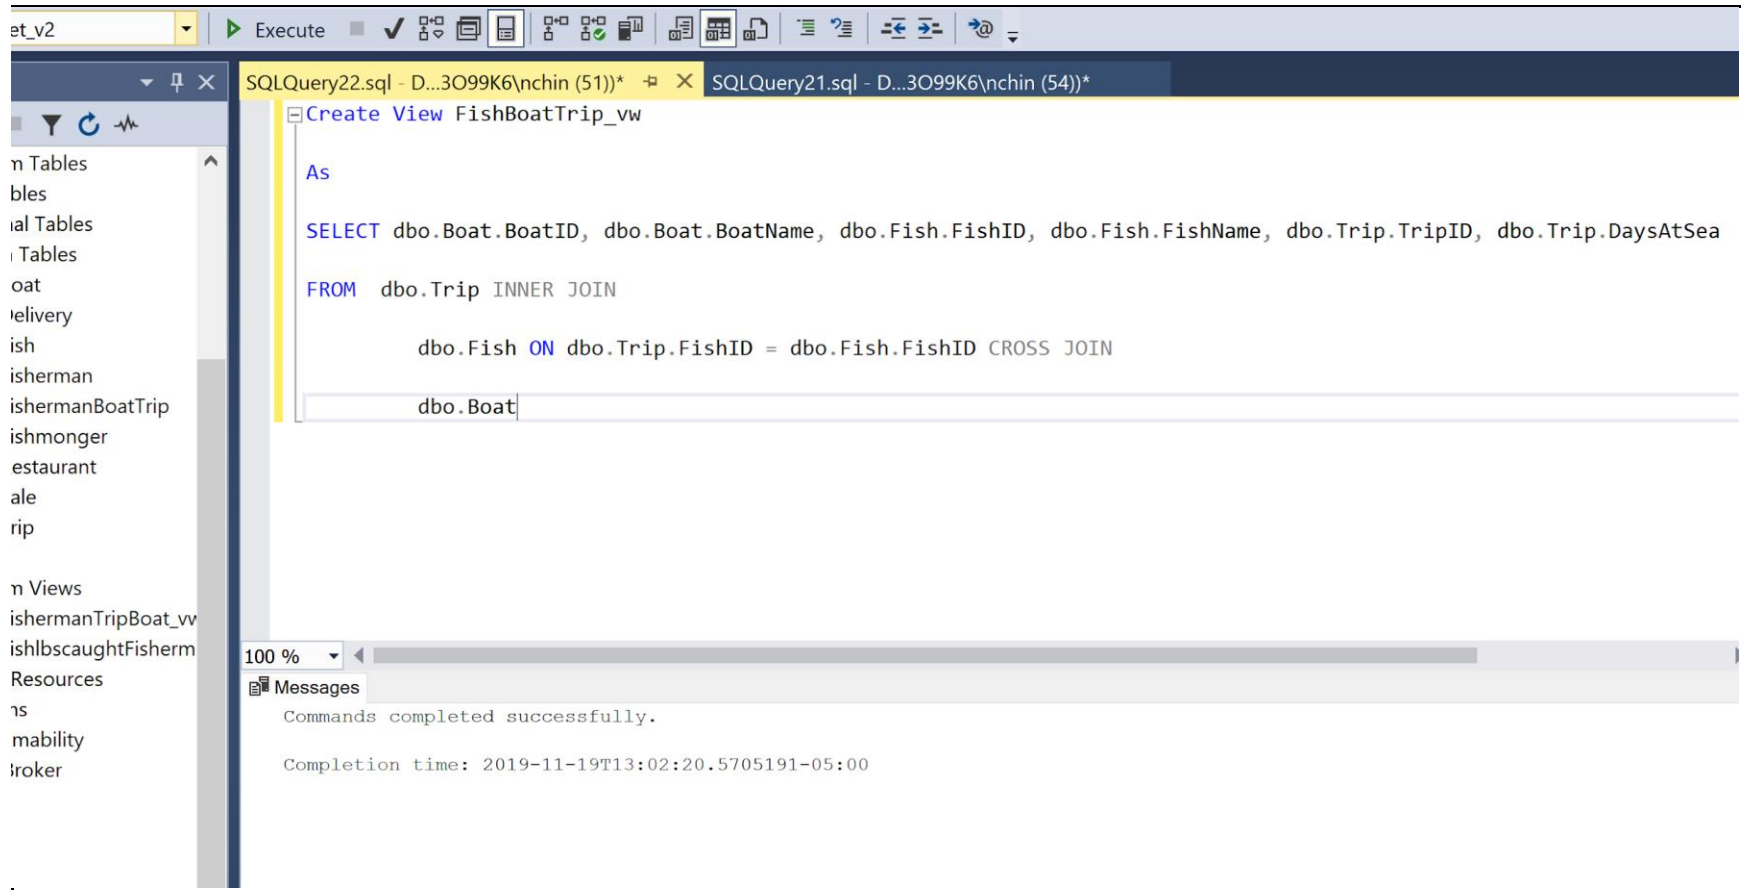 et_v2
Execute
SQLQuery22.sql - D...3O99K6\nchin (51))*
SQLQuery21.sql - D...3O99K6\nchin (54))*
m Tables
bles
al Tables
Tables
oat
elivery
ish
isherman
ishermanBoatTrip
ishmonger
estaurant
ale
rip
m Views
ishermanTripBoat_vw
ishlbscaughtFisherm
Resources
ns
mability
Broker
Create View FishBoatTrip_vw
As
SELECT dbo.Boat.BoatID, dbo.Boat.BoatName, dbo.Fish.FishID, dbo.Fish.FishName, dbo.Trip.TripID, dbo.Trip.DaysAtSea
FROM dbo.Trip INNER JOIN
dbo.Fish ON dbo.Trip.FishID = dbo.Fish.FishID CROSS JOIN
dbo.Boat
100 %
Messages
Commands completed successfully.
Completion time: 2019-11-19T13:02:20.5705191-05:00